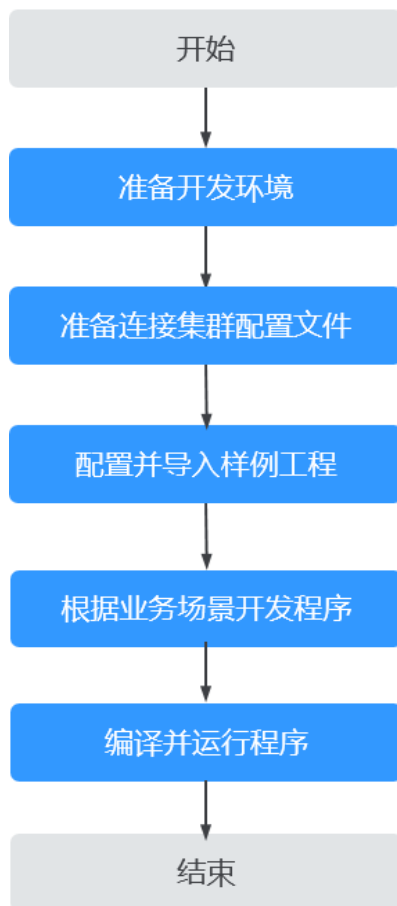 开始
准备开发环境
准备连接集群配置文件
配置并导入样例工程
根据业务场景开发程序
编译并运行程序
结束